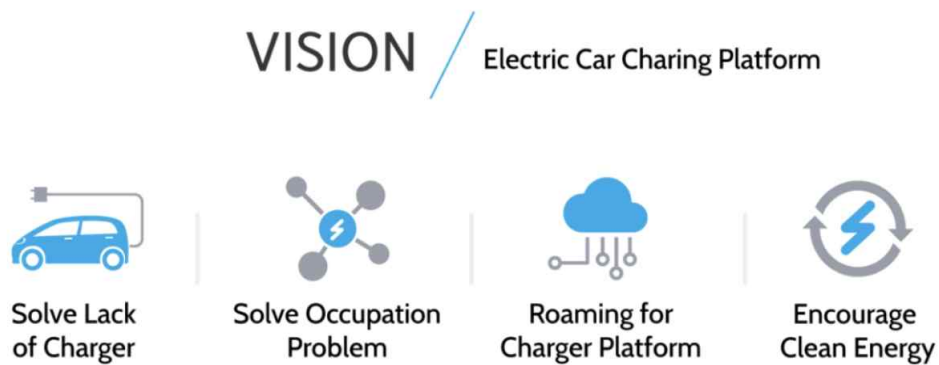 VISION
Electric Car Charing Platform
Solve Lack
of Charger
Solve Occupation
Problem
Roaming for
Charger Platform
Encourage
Clean Energy